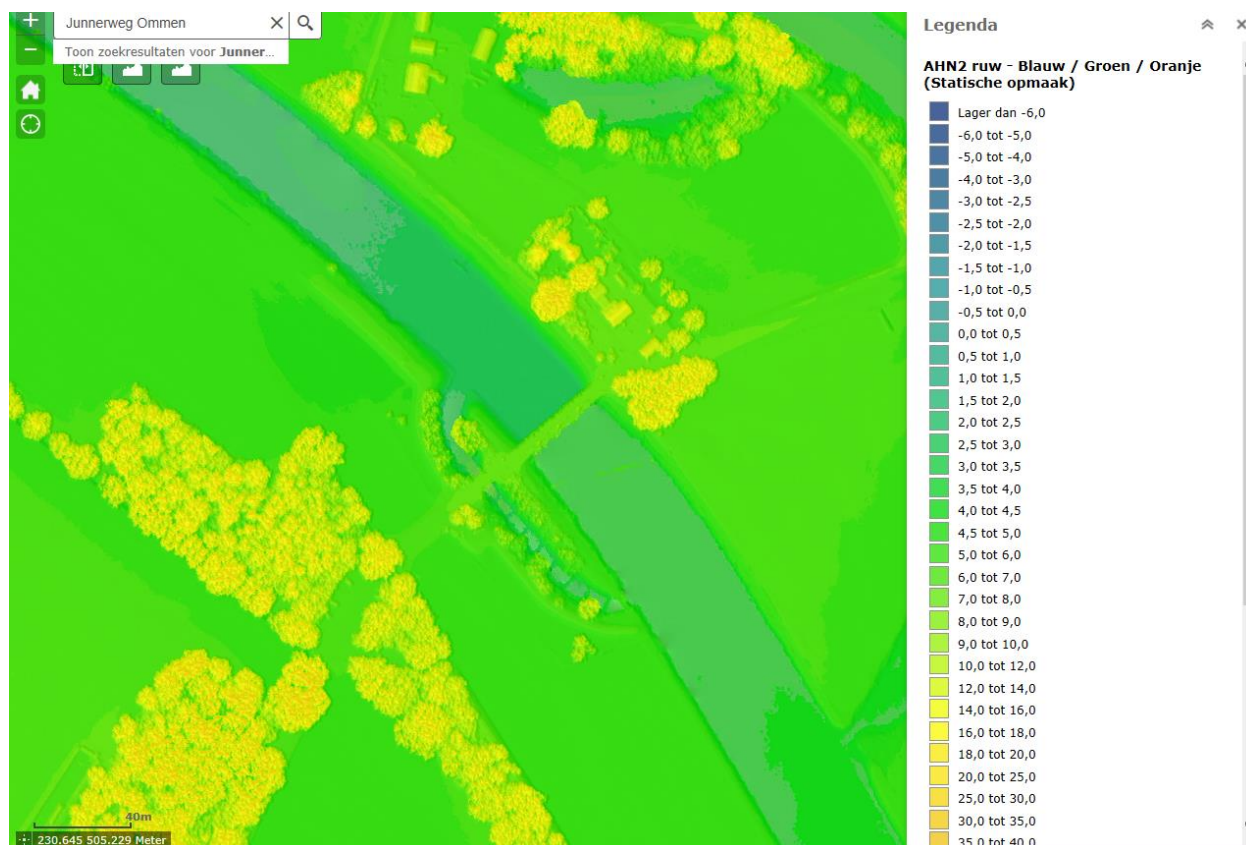 +
Junnerweg Ommen
Toon zoekresultaten voor Junner...
−
40m
230.645 505.229 Meter
Legenda
AHN2 ruw - Blauw / Groen / Oranje
(Statische opmaak)
Lager dan -6,0
-6,0 tot -5,0
-5,0 tot -4,0
-4,0 tot -3,0
-3,0 tot -2,5
-2,5 tot -2,0
-2,0 tot -1,5
-1,5 tot -1,0
-1,0 tot -0,5
-0,5 tot 0,0
0,0 tot 0,5
0,5 tot 1,0
1,0 tot 1,5
1,5 tot 2,0
2,0 tot 2,5
2,5 tot 3,0
3,0 tot 3,5
3,5 tot 4,0
4,0 tot 4,5
4,5 tot 5,0
5,0 tot 6,0
6,0 tot 7,0
7,0 tot 8,0
8,0 tot 9,0
9,0 tot 10,0
10,0 tot 12,0
12,0 tot 14,0
14,0 tot 16,0
16,0 tot 18,0
18,0 tot 20,0
20,0 tot 25,0
25,0 tot 30,0
30,0 tot 35,0
35,0 tot 40,0